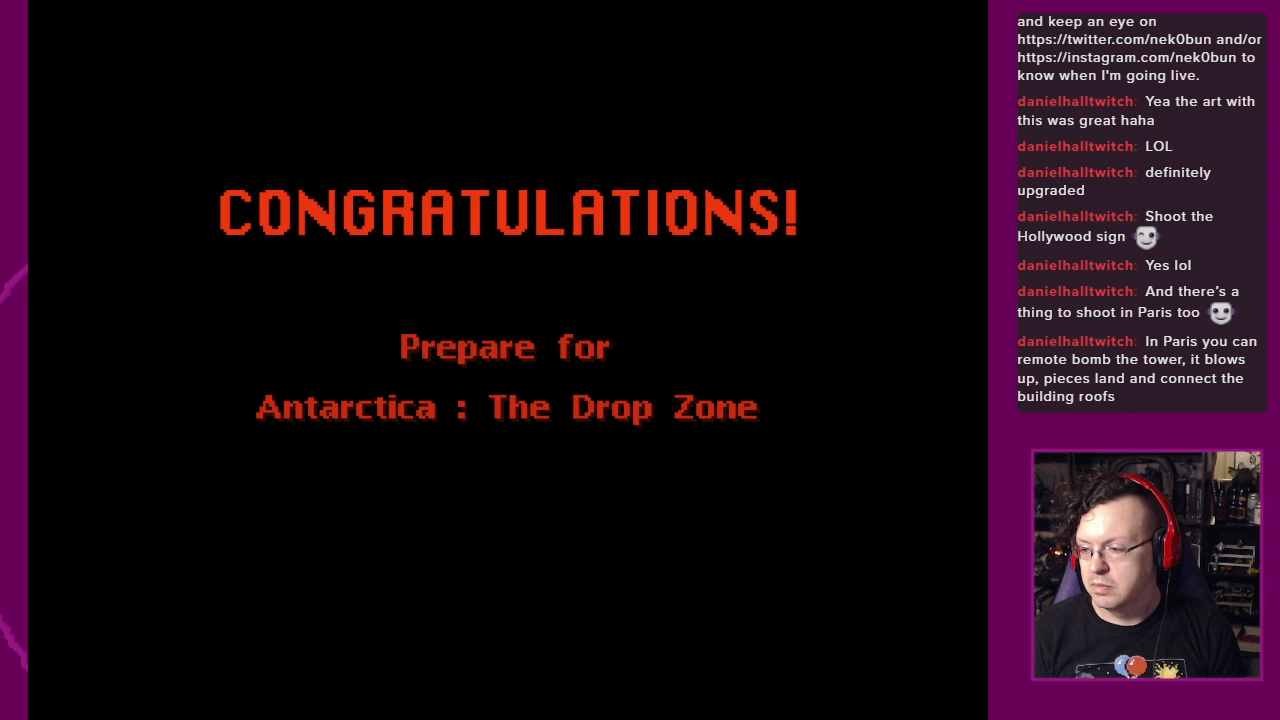 CONGRATULATIONS!
Prepare for
Antarctica : The Drop Zone
and keep an eye on
https://twitter.com/nek0bun and/or
https://instagram.com/nek0bun to
know when I'm going live.
danielhalltwitch: Yea the art with
this was great haha
danielhalltwitch: LOL
danielhalltwitch: definitely
upgraded
danielhalltwitch: Shoot the
Hollywood sign
danielhalltwitch: Yes lol
danielhalltwitch: And there's a
thing to shoot in Paris too
danielhalltwitch: In Paris you can
remote bomb the tower, it blows
up, pieces land and connect the
building roofs